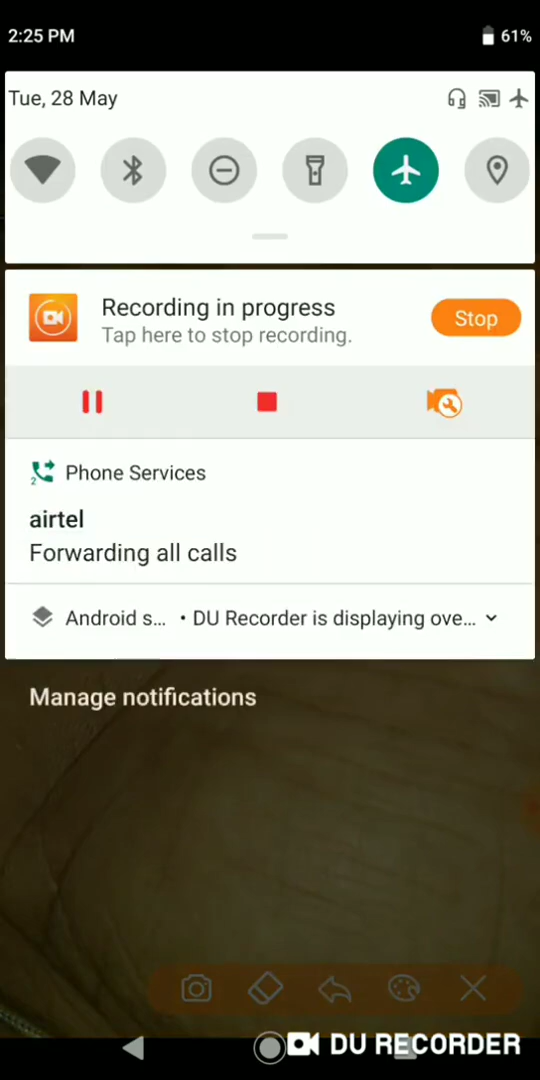 2:25 PM
61%
Tue, 28 May
Recording in progress
Tap here to stop recording.
Stop
2
Phone Services
airtel
Forwarding all calls
Android s... • DU Recorder is displaying ove...
Manage notifications
DU RECORDER